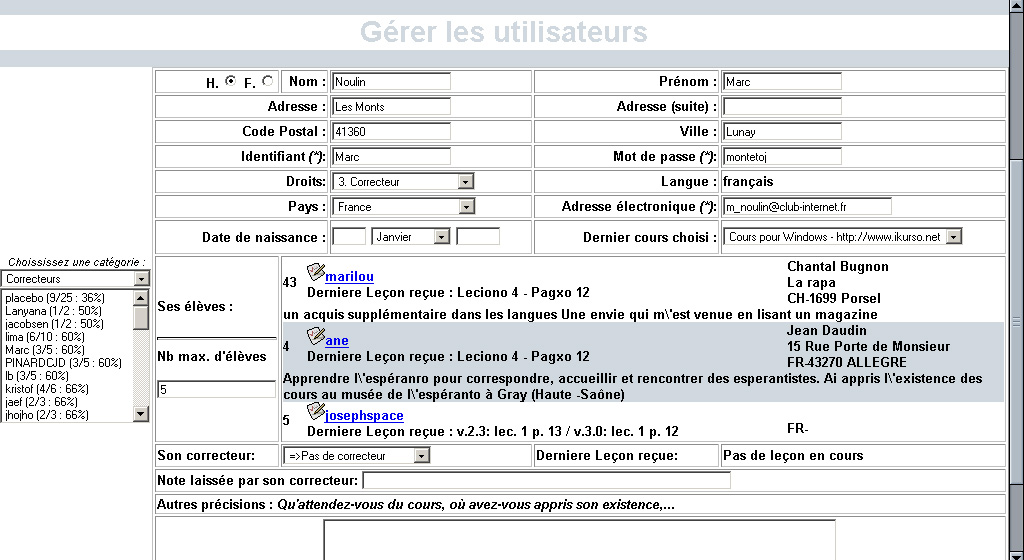 Gérer les utilisateurs
H. F. Nom : Noulin Prénom : Marc
Adresse : Les Monts Adresse (suite) :
Code Postal : 41360 Ville : Lunay
Identifiant (*): Marc Mot de passe (*): montetoj
Droits: 3. Correcteur Langue : français
Pays : France Adresse électronique (*): m_noulin@club-internet.fr
Date de naissance : Janvier Dernier cours choisi : Cours pour Windows - http://www.ikurso.net
Choississez une catégorie :
Correcteurs
placebo (9/25 : 36%)
Lanyana (1/2 : 50%)
jacobsen (1/2 : 50%)
lima (6/10 : 60%)
Marc (3/5 : 60%)
PINARDCJD (3/5 : 60%)
lb (3/5 : 60%)
kristof (4/6 : 66%)
jaef (2/3 : 66%)
jhojho (2/3 : 66%)
Ses élèves :
Nb max. d'élèves
5
43 marilou
Derniere Leçon reçue : Leciono 4 - Pagxo 12
Chantal Bugnon
La rapa
CH-1699 Porsel
un acquis supplémentaire dans les langues Une envie qui m\'est venue en lisant un magazine
4 ane
Derniere Leçon reçue : Leciono 4 - Pagxo 12
Jean Daudin
15 Rue Porte de Monsieur
FR-43270 ALLEGRE
Apprendre l\'espéranro pour correspondre, accueillir et rencontrer des esperantistes. Ai appris l\'existence des
cours au musée de l\'espéranto à Gray (Haute -Saône)
5 josephspace
Derniere Leçon reçue : v.2.3: lec. 1 p. 13 / v.3.0: lec. 1 p. 12
FR-
Son correcteur: =>Pas de correcteur Derniere Leçon reçue: Pas de leçon en cours
Note laissée par son correcteur:
Autres précisions : Qu'attendez-vous du cours, où avez-vous appris son existence,...